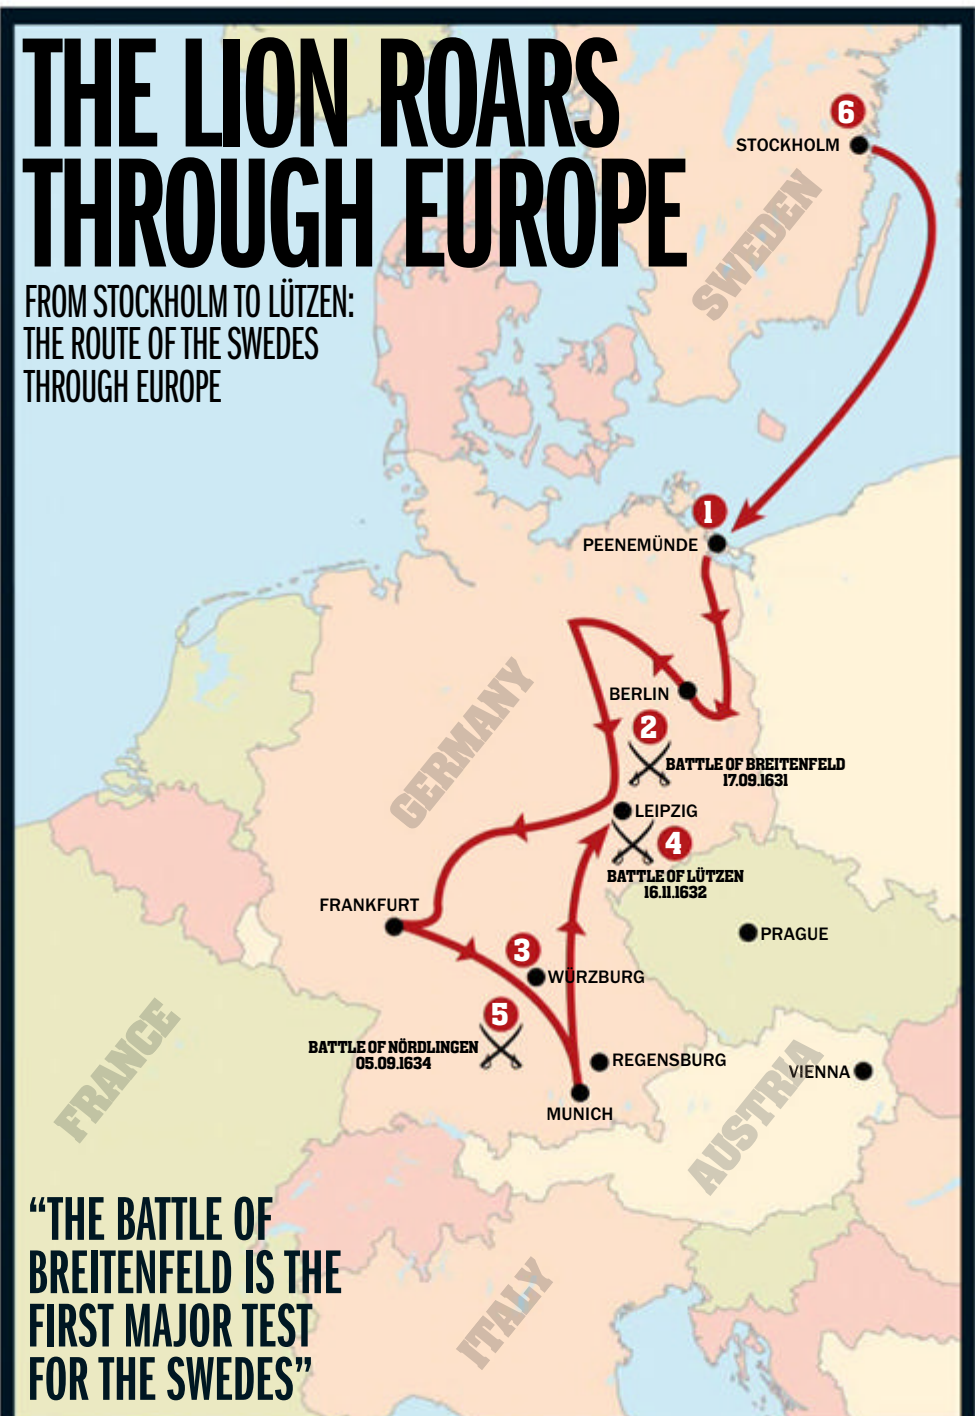 THE LION ROARS
THROUGH EUROPE
FROM STOCKHOLM TO LÜTZEN:
THE ROUTE OF THE SWEDES
THROUGH EUROPE
6
STOCKHOLM
SWEDEN
1
PEENEMÜNDE
BERLIN
GERMANY
2
BATTLE OF BREITENFELD
17.09.1631
LEIPZIG
4
BATTLE OF LÜTZEN
16.11.1632
FRANKFURT
PRAGUE
3
WÜRZBURG
5
BATTLE OF NÖRDLINGEN
05.09.1634
REGENSBURG
VIENNA
MUNICH
FRANCE
AUSTRIA
ITALY
“THE BATTLE OF
BREITENFELD IS THE
FIRST MAJOR TEST
FOR THE SWEDES”